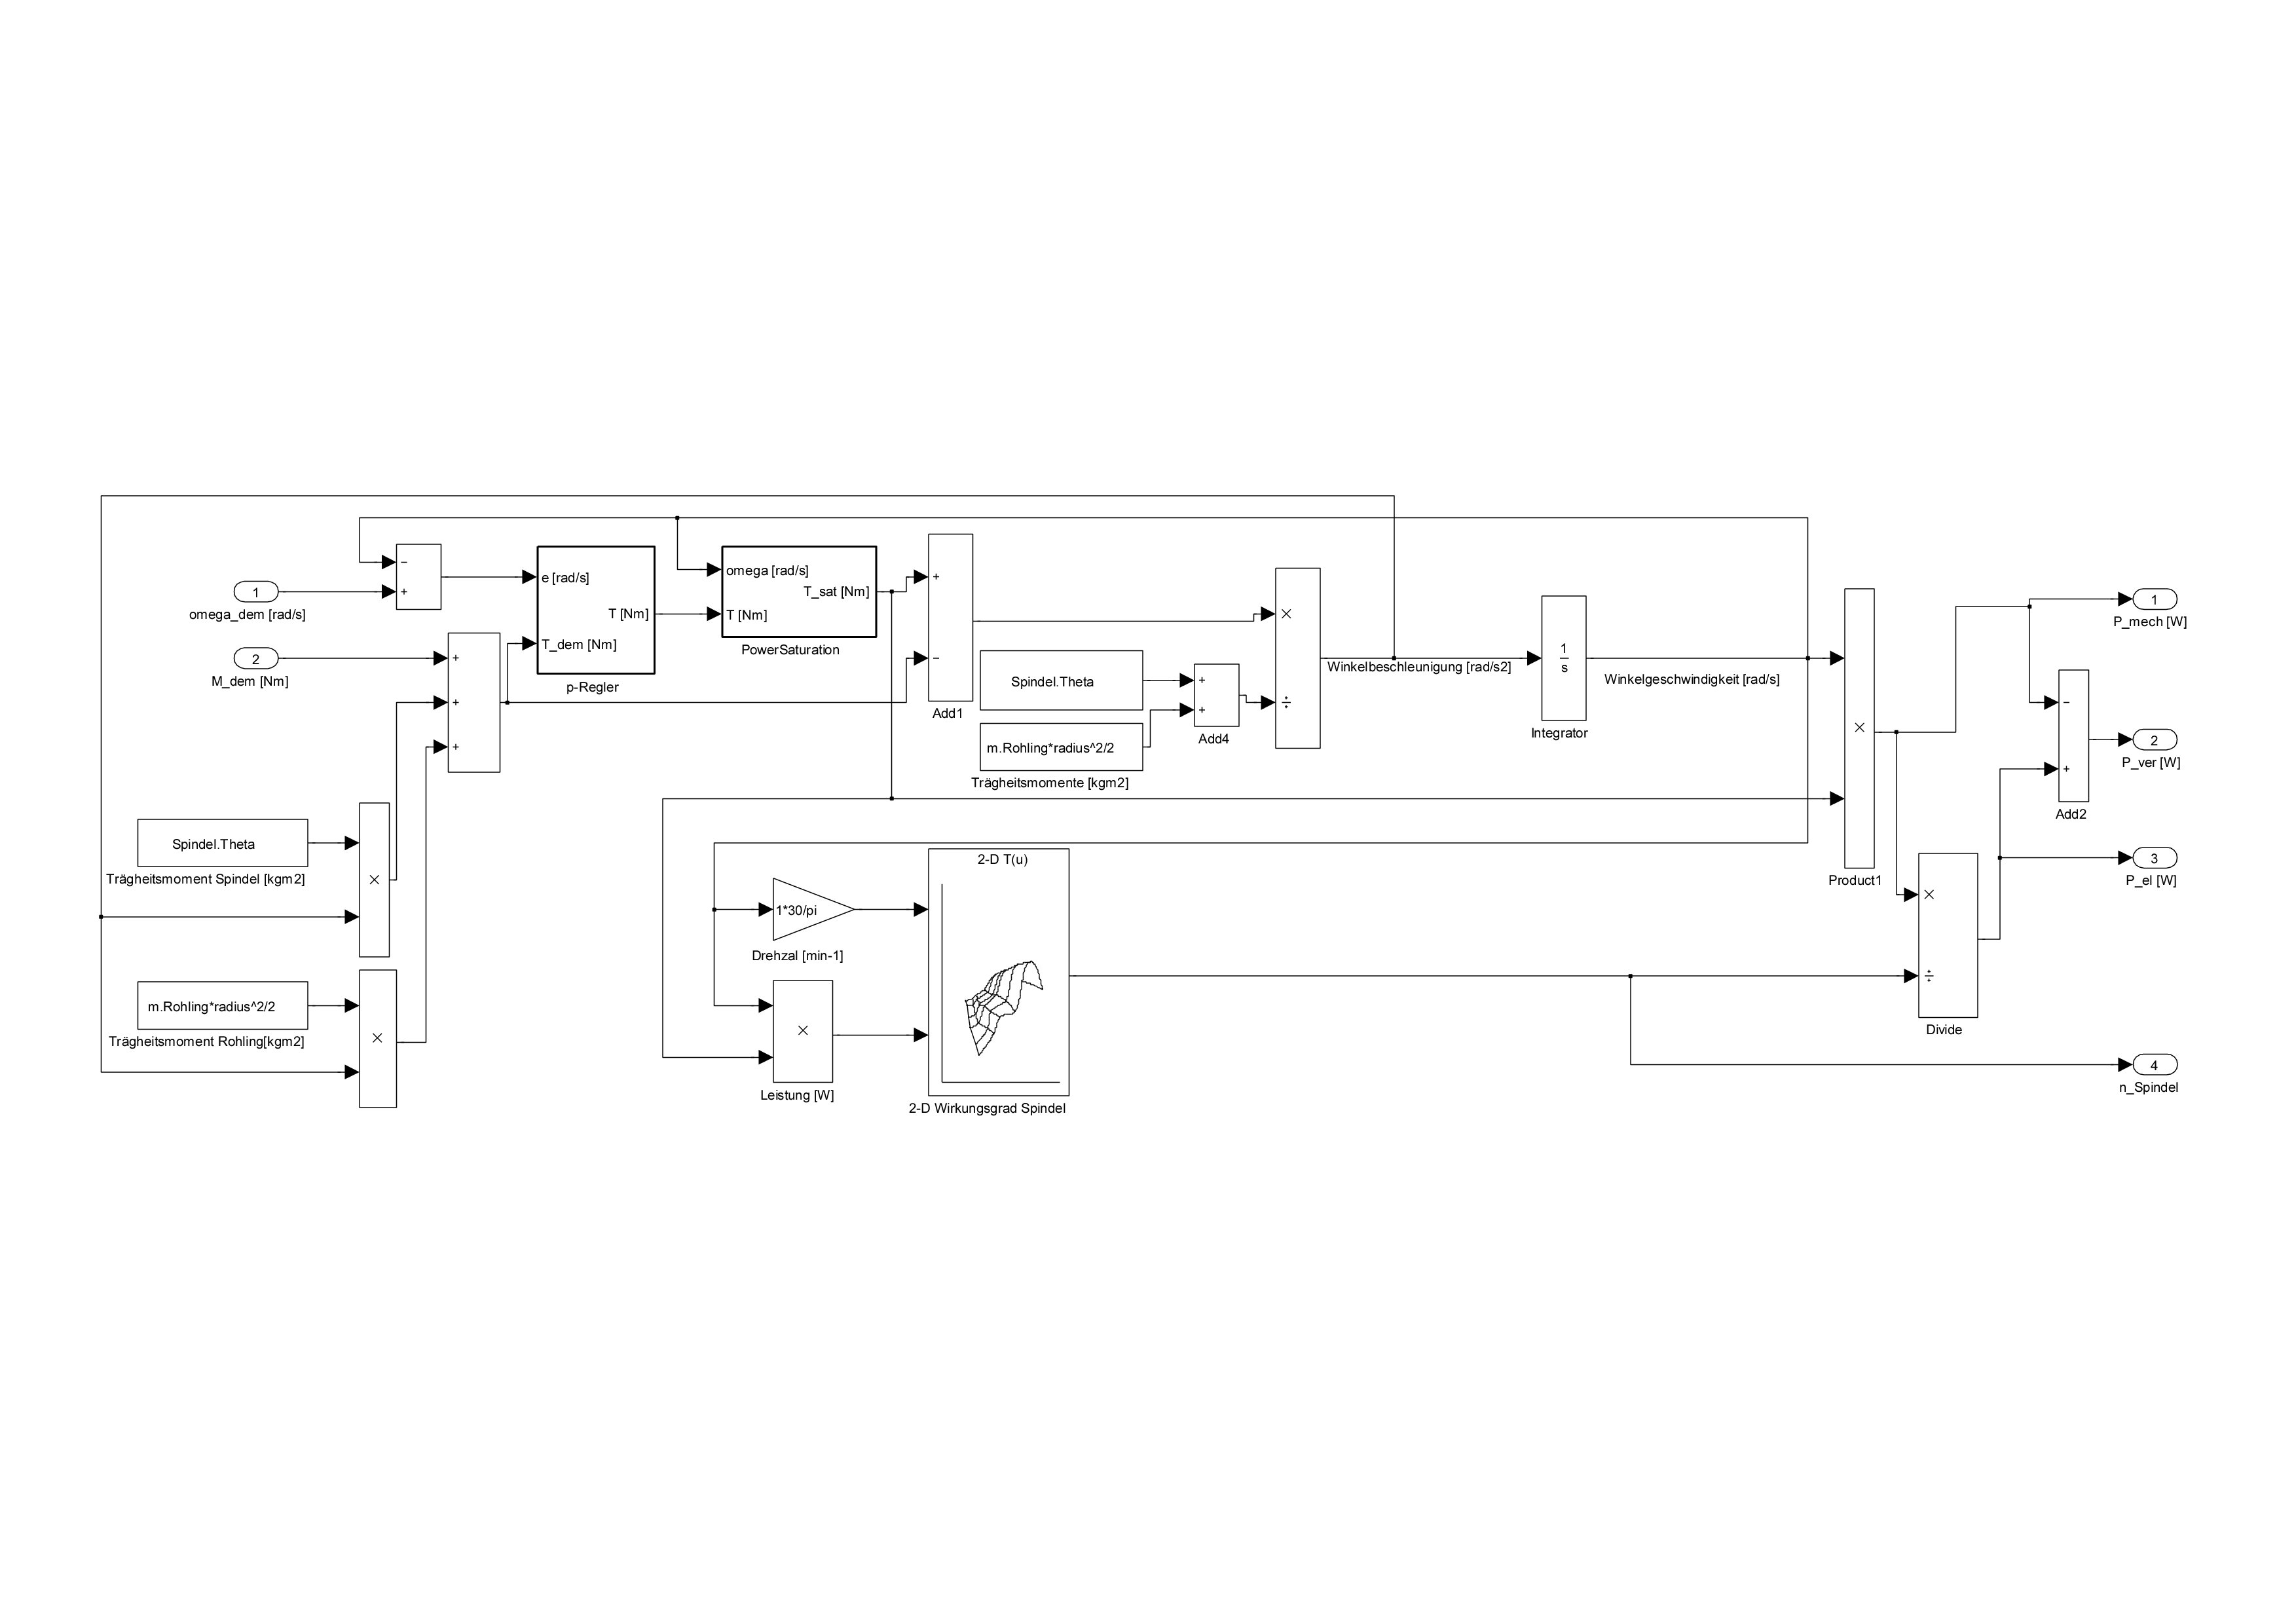 1
omega_dem [rad/s]
2
M_dem [Nm]
−
+
+
+
+
e [rad/s]
T [Nm]
T_dem [Nm]
p-Regler
omega [rad/s]
T_sat [Nm]
T [Nm]
PowerSaturation
+
−
Add1
Spindel.Theta
m.Rohling*radius^2/2
Trägheitsmomente [kgm2]
+
+
Add4
×
÷
Winkelbeschleunigung [rad/s2]
1
s
Integrator
Winkelgeschwindigkeit [rad/s]
×
Product1
1
P_mech [W]
−
+
Add2
2
P_ver [W]
3
P_el [W]
Spindel.Theta
Trägheitsmoment Spindel [kgm2]
×
m.Rohling*radius^2/2
Trägheitsmoment Rohling[kgm2]
×
1*30/pi
Drehzal [min-1]
×
Leistung [W]
2-D T(u)
2-D Wirkungsgrad Spindel
×
÷
Divide
4
n_Spindel